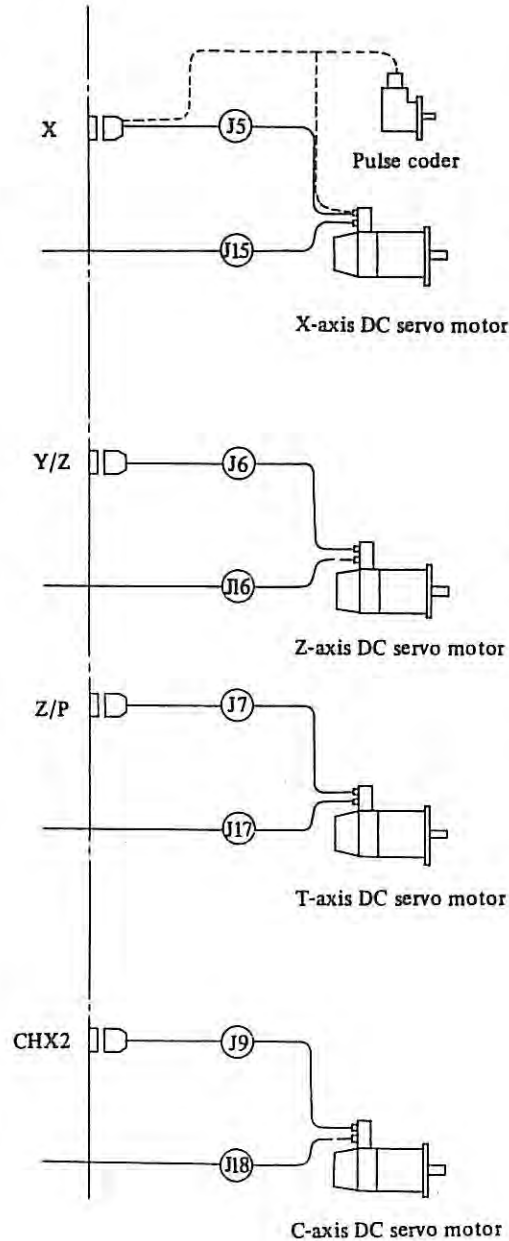 X
J5
Pulse coder
J15
X-axis DC servo motor
Y/Z
J6
J16
Z-axis DC servo motor
Z/P
J7
J17
T-axis DC servo motor
CHX2
J9
J18
C-axis DC servo motor